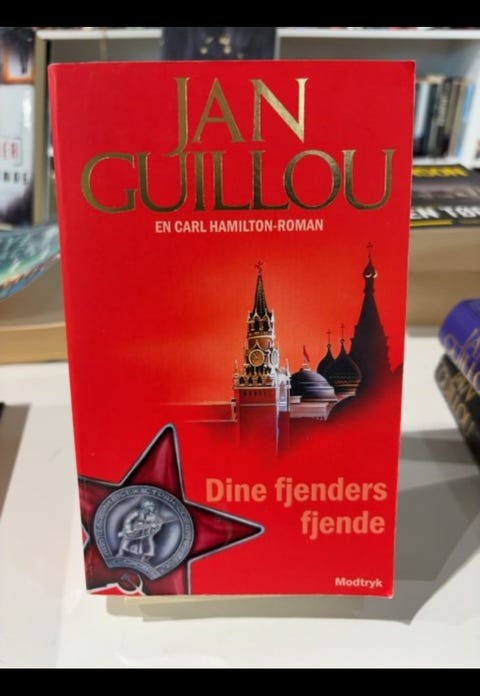 JAN
GUILLOU
EN CARL HAMILTON-ROMAN
Dine fjenders
fjende
Modtryk